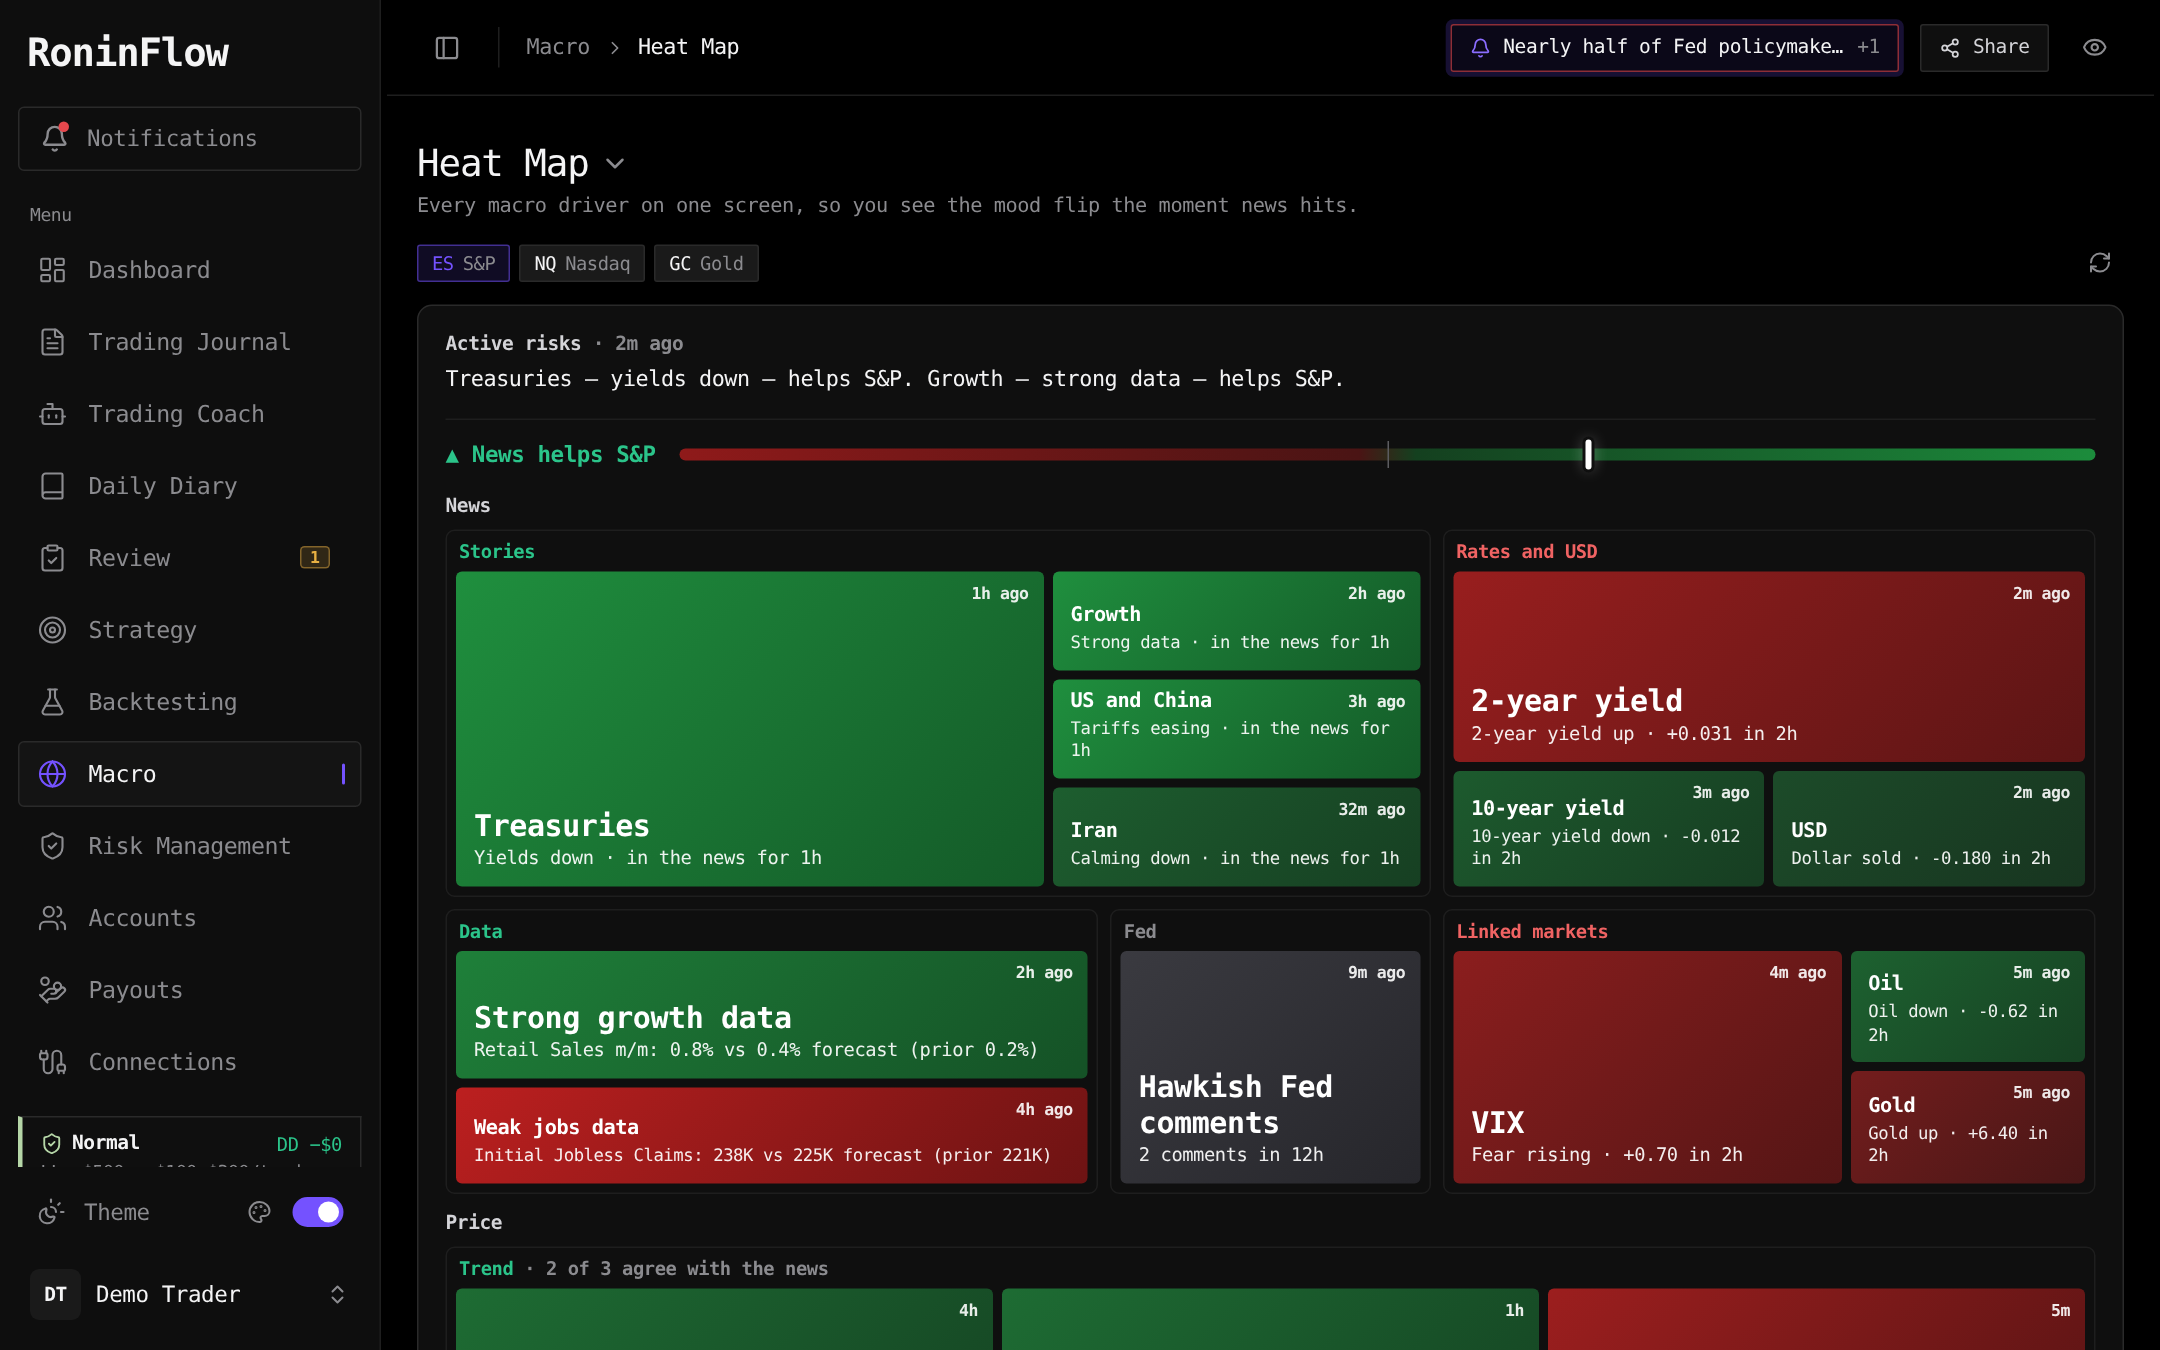 RoninFlow
Notifications
Menu
Dashboard
Trading Journal
Trading Coach
Daily Diary
Review 1
Strategy
Backtesting
Macro
Risk Management
Accounts
Payouts
Connections
Normal DD −$0
Theme
DT Demo Trader
Macro > Heat Map
Nearly half of Fed policymake… +1
Share
Heat Map
Every macro driver on one screen, so you see the mood flip the moment news hits.
ES S&P NQ Nasdaq GC Gold
Active risks · 2m ago
Treasuries — yields down — helps S&P. Growth — strong data — helps S&P.
▲ News helps S&P
News
Stories
1h ago
Treasuries
Yields down · in the news for 1h
2h ago
Growth
Strong data · in the news for 1h
US and China 3h ago
Tariffs easing · in the news for
1h
32m ago
Iran
Calming down · in the news for 1h
Rates and USD
2m ago
2-year yield
2-year yield up · +0.031 in 2h
3m ago
10-year yield
10-year yield down · -0.012
in 2h
2m ago
USD
Dollar sold · -0.180 in 2h
Data
2h ago
Strong growth data
Retail Sales m/m: 0.8% vs 0.4% forecast (prior 0.2%)
4h ago
Weak jobs data
Initial Jobless Claims: 238K vs 225K forecast (prior 221K)
Fed
9m ago
Hawkish Fed
comments
2 comments in 12h
Linked markets
4m ago
VIX
Fear rising · +0.70 in 2h
5m ago
Oil
Oil down · -0.62 in
2h
5m ago
Gold
Gold up · +6.40 in
2h
Price
Trend · 2 of 3 agree with the news
4h
1h
5m